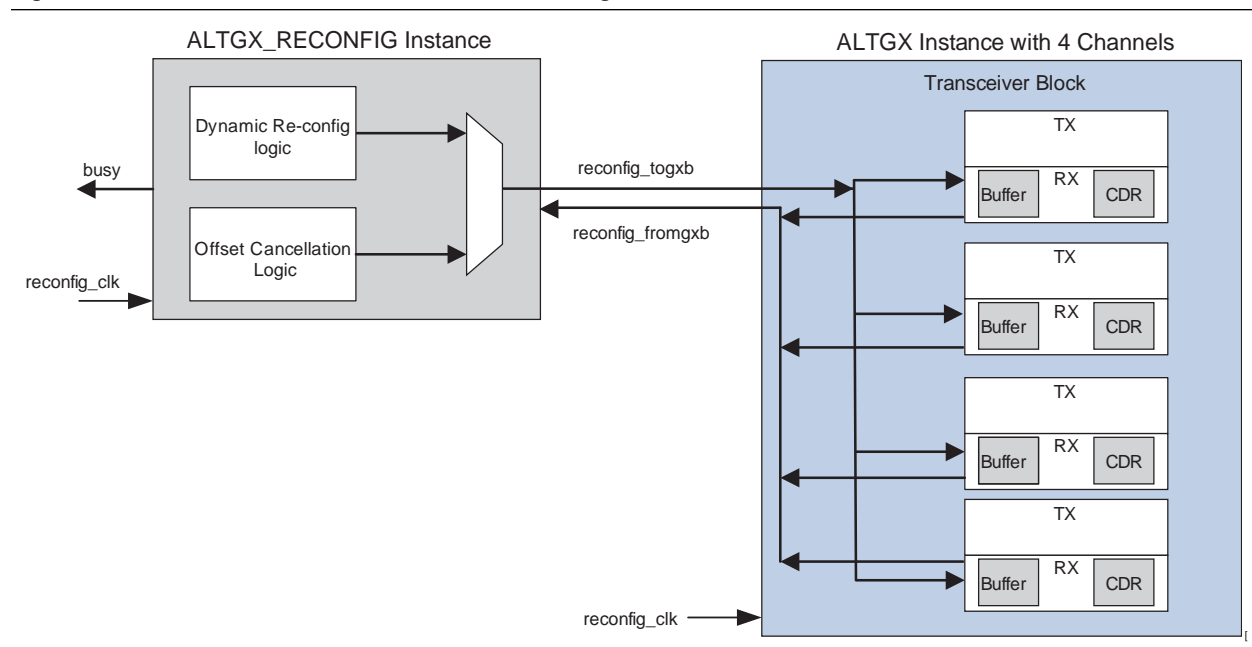 ALTGX_RECONFIG Instance
Dynamic Re-config
logic
Offset Cancellation
Logic
busy
reconfig_clk
reconfig_togxb
reconfig_fromgxb
ALTGX Instance with 4 Channels
Transceiver Block
TX
RX
Buffer
CDR
TX
RX
Buffer
CDR
TX
RX
Buffer
CDR
TX
RX
Buffer
CDR
reconfig_clk
[